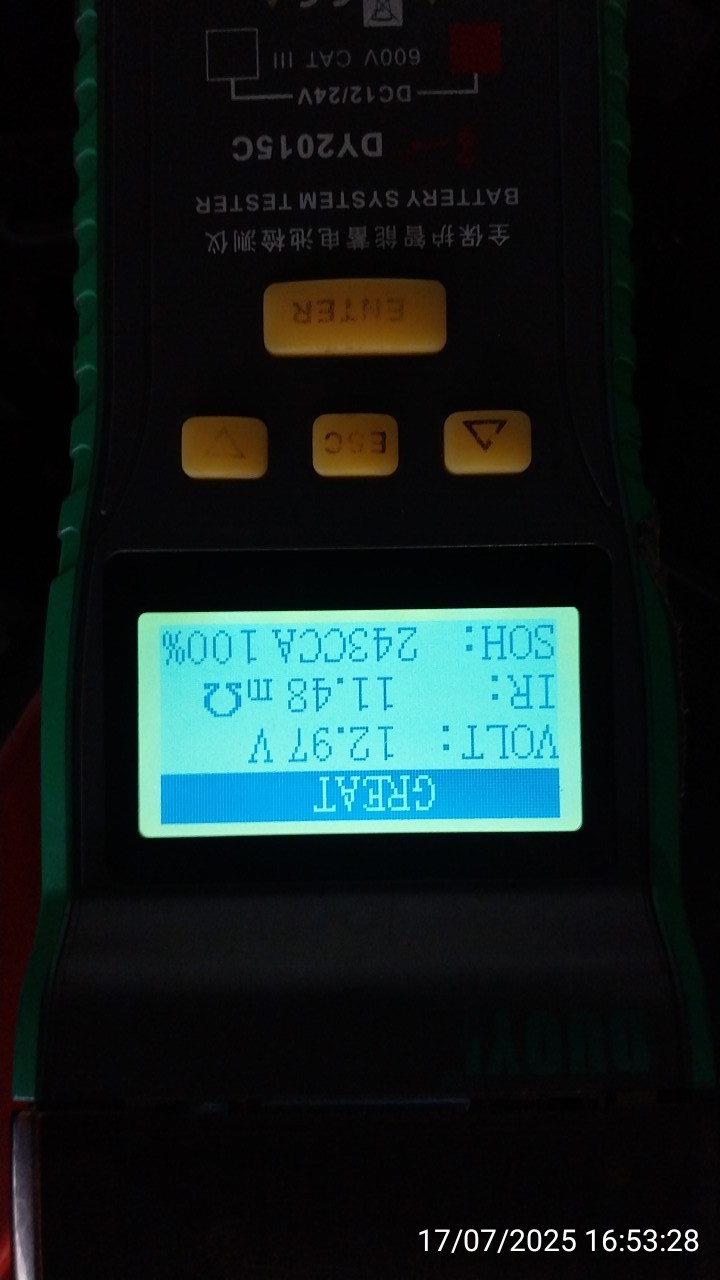 DUOYI
GREAT
VOLT: 12.97 V
IR: 11.48 mΩ
SOH: 243CCA 100%
ESC
ENTER
全保护智能蓄电池检测仪
BATTERY SYSTEM TESTER
DY2015C
DC12/24V
600V CAT III
17/07/2025 16:53:28